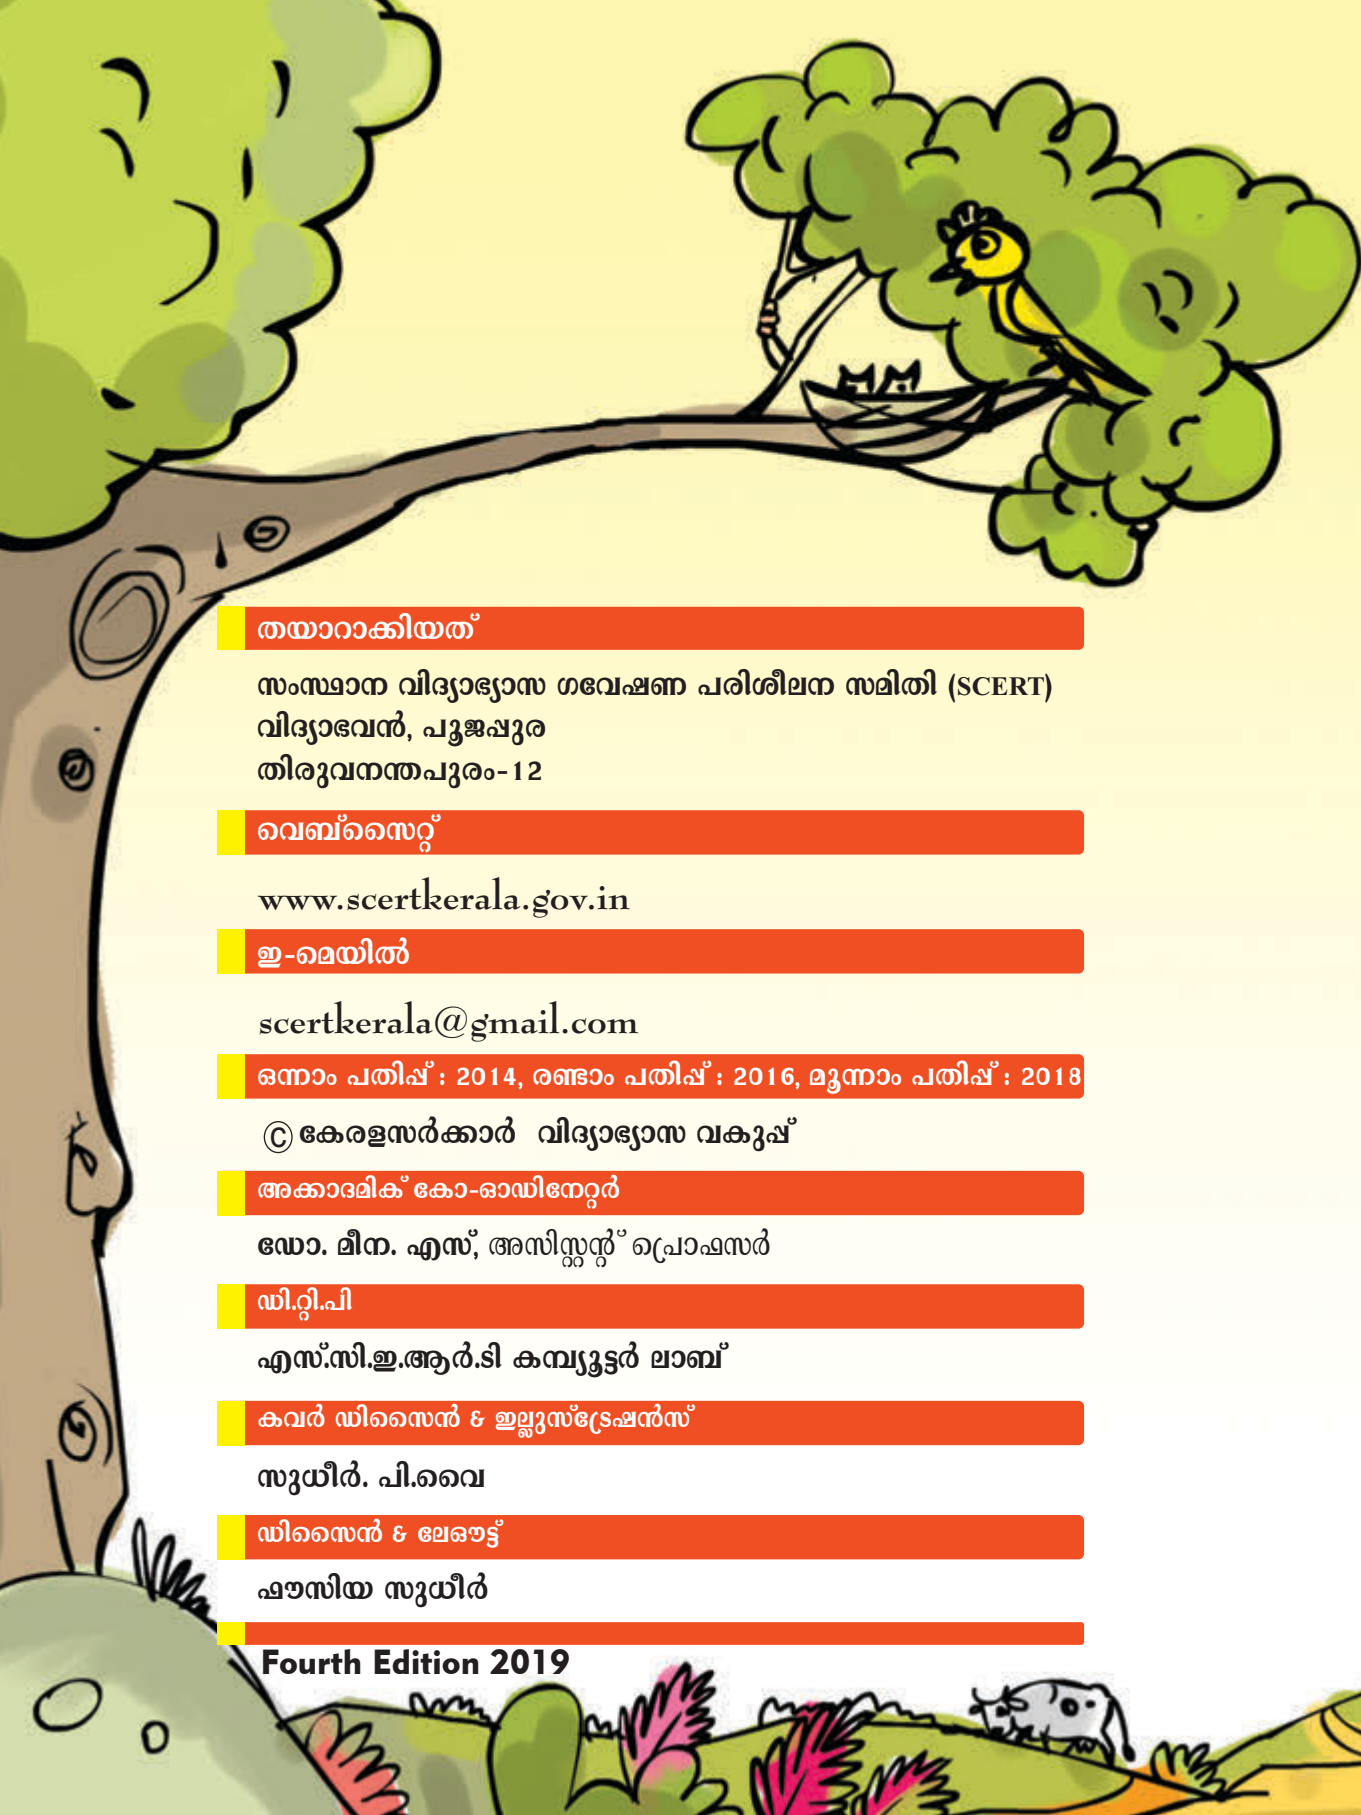 തയാറാക്കിയത്
സംസ്ഥാന വിദ്യാഭ്യാസ ഗവേഷണ പരിശീലന സമിതി (SCERT)
വിദ്യാഭവൻ, പൂജപ്പുര
തിരുവനന്തപുരം-12
വെബ്സൈറ്റ്
www.scertkerala.gov.in
ഇ-മെയിൽ
scertkerala@gmail.com
ഒന്നാം പതിപ്പ് : 2014, രണ്ടാം പതിപ്പ് : 2016, മൂന്നാം പതിപ്പ് : 2018
© കേരളസർക്കാർ വിദ്യാഭ്യാസ വകുപ്പ്
അക്കാദമിക് കോ-ഓഡിനേറ്റർ
ഡോ. മീന. എസ്, അസിസ്റ്റന്റ് പ്രൊഫസർ
ഡി.റ്റി.പി
എസ്.സി.ഇ.ആർ.ടി കമ്പ്യൂട്ടർ ലാബ്
കവർ ഡിസൈൻ & ഇല്ലുസ്ട്രേഷൻസ്
സുധീർ. പി.വൈ
ഡിസൈൻ & ലേഔട്ട്
ഫൗസിയ സുധീർ
Fourth Edition 2019